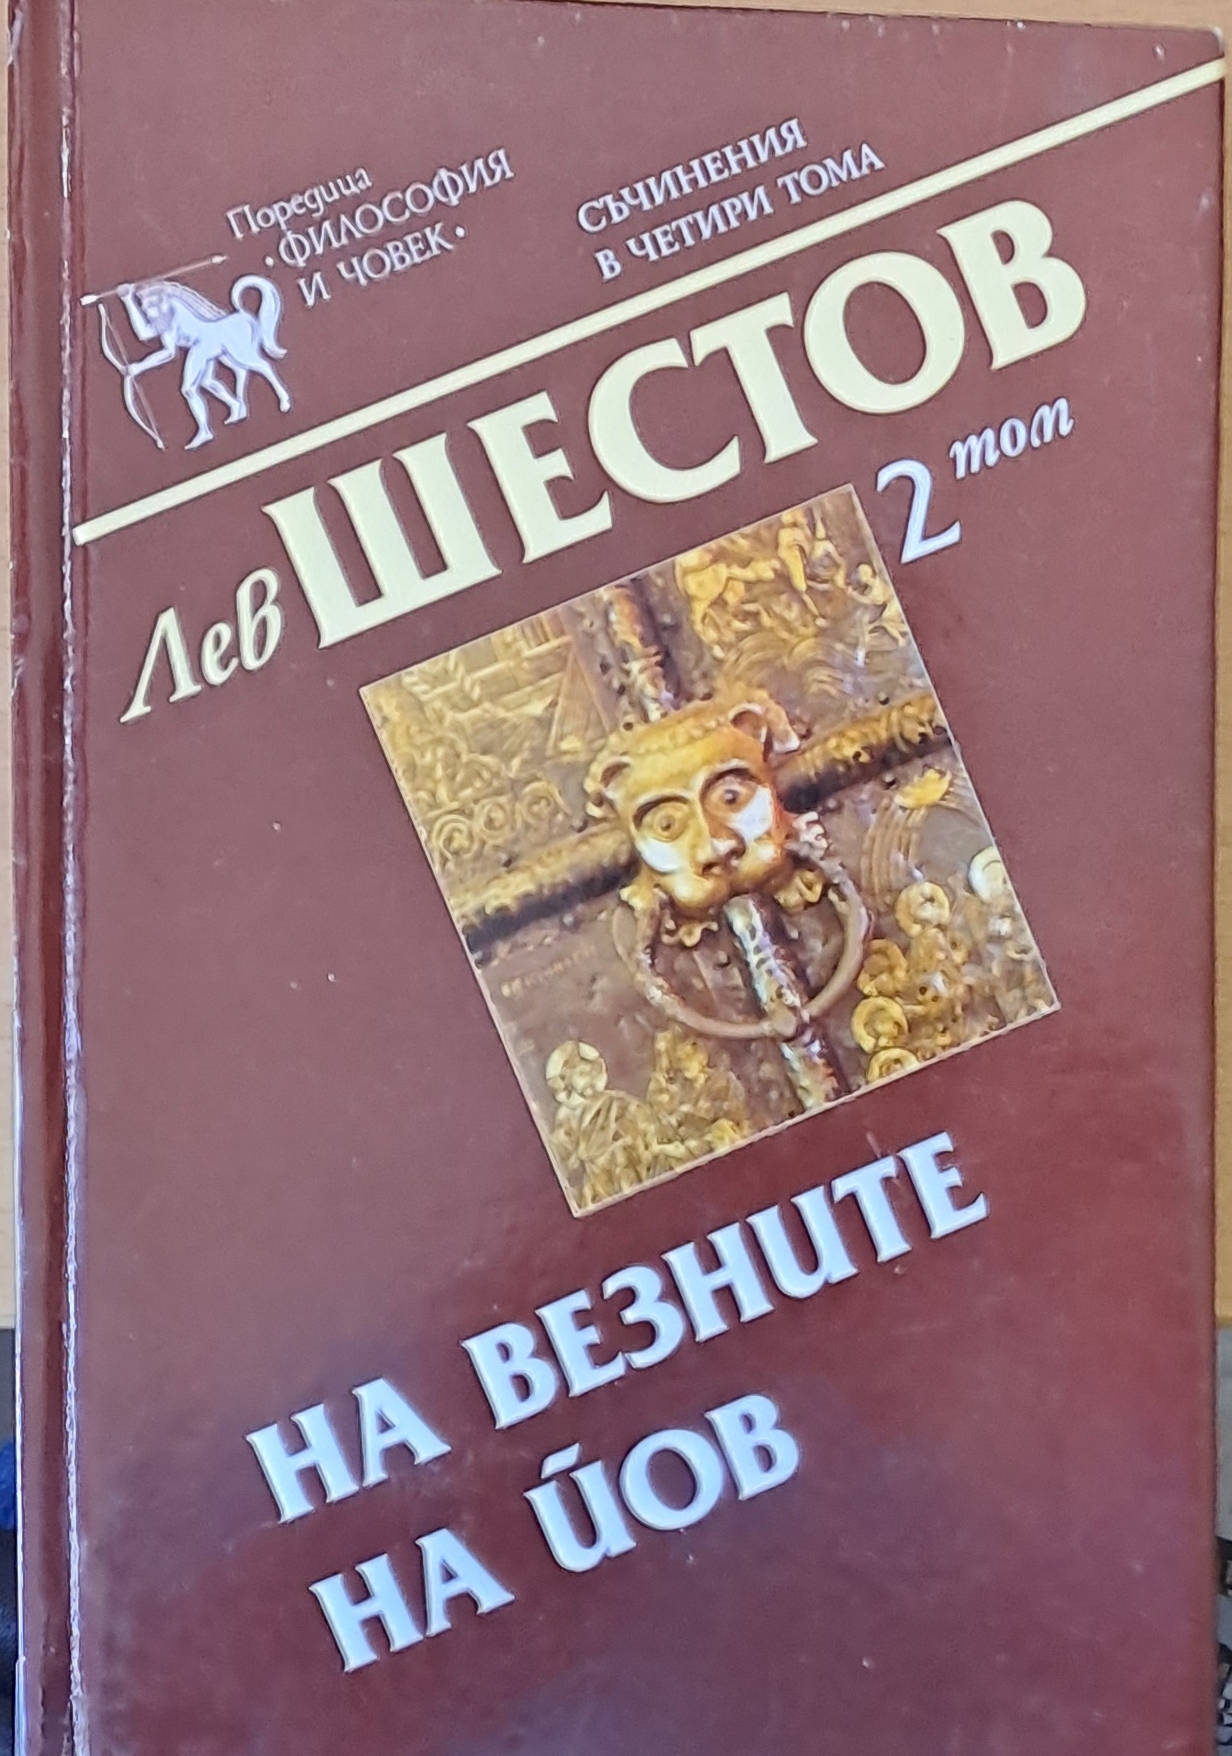 Поредица
•ФИЛОСОФИЯ
И ЧОВЕК•
СЪЧИНЕНИЯ
В ЧЕТИРИ ТОМА
Лев ШЕСТОВ
2 том
НА ВЕЗНИТЕ
НА ЙОВ